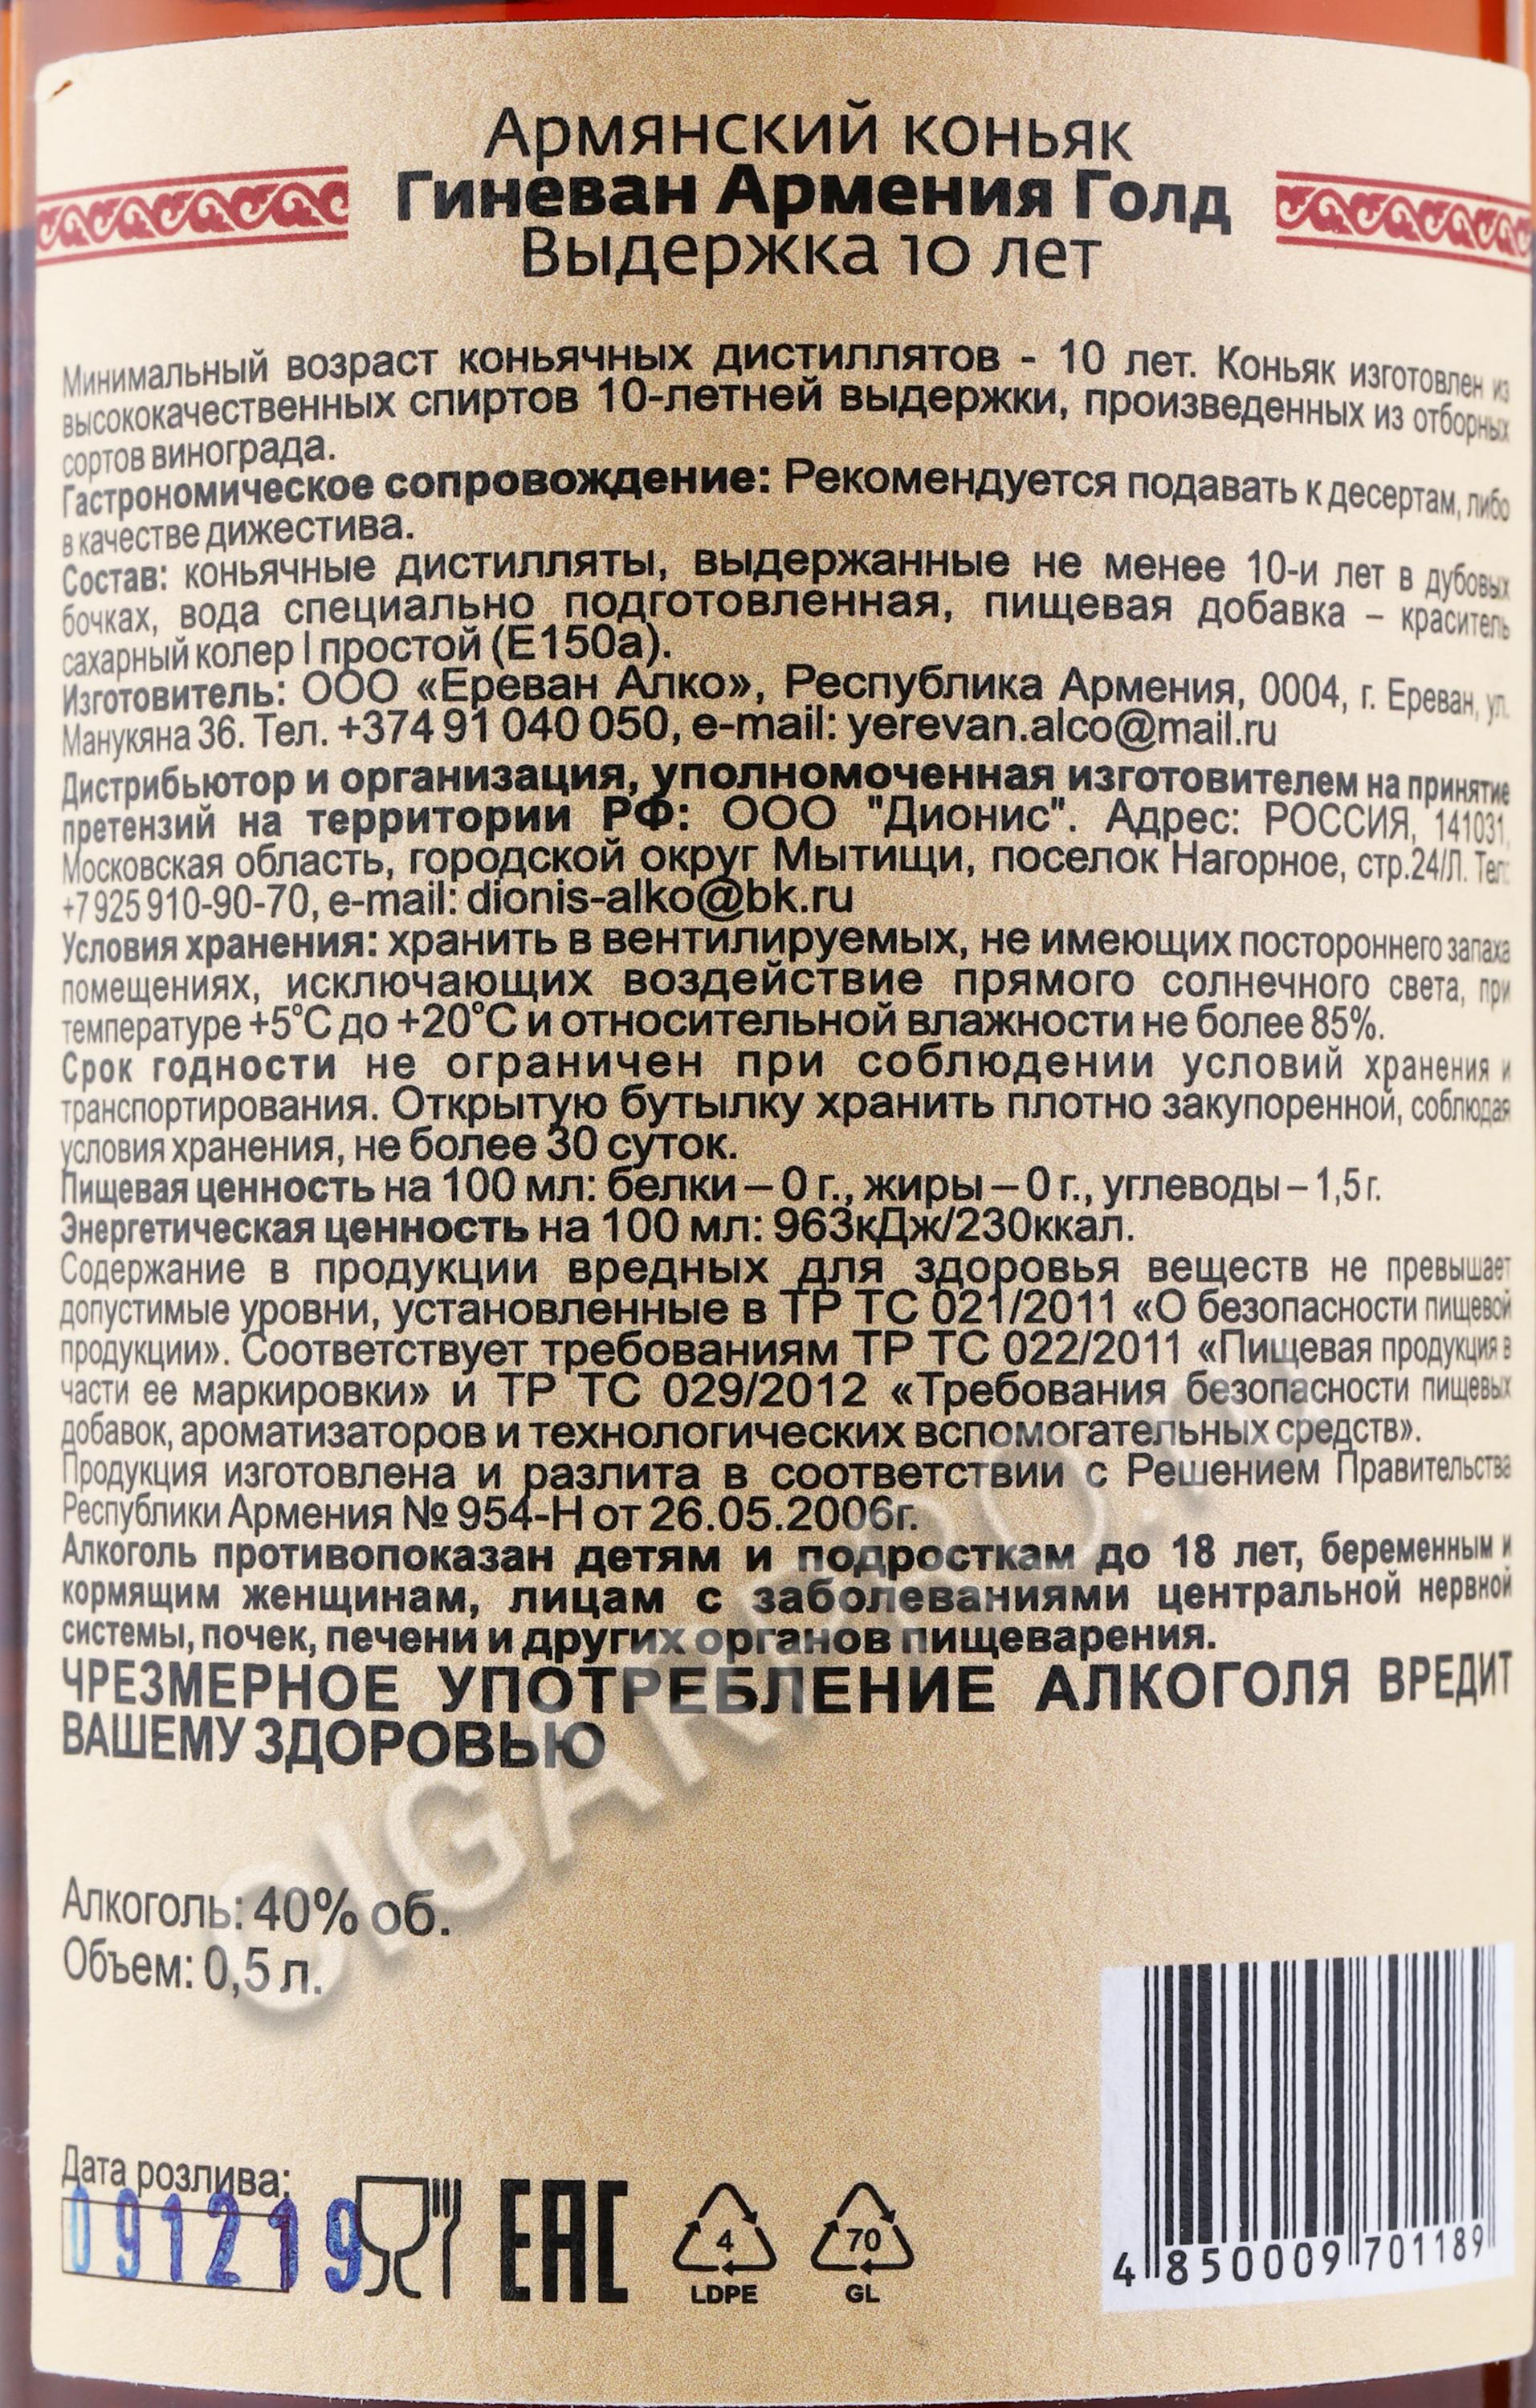 Армянский коньяк
Гиневан Армения Голд
Выдержка 10 лет
Минимальный возраст коньячных дистиллятов - 10 лет. Коньяк изготовлен из
высококачественных спиртов 10-летней выдержки, произведенных из отборных
сортов винограда.
Гастрономическое сопровождение: Рекомендуется подавать к десертам, либо
в качестве дижестива.
Состав: коньячные дистилляты, выдержанные не менее 10-и лет в дубовых
бочках, вода специально подготовленная, пищевая добавка – краситель
сахарный колер I простой (Е150а).
Изготовитель: ООО «Ереван Алко», Республика Армения, 0004, г. Ереван, ул.
Манукяна 36. Тел. +374 91 040 050, e-mail: yerevan.alco@mail.ru
Дистрибьютор и организация, уполномоченная изготовителем на принятие
претензий на территории РФ: ООО "Дионис". Адрес: РОССИЯ, 141031,
Московская область, городской округ Мытищи, поселок Нагорное, стр.24/Л. Тел:
+7 925 910-90-70, e-mail: dionis-alko@bk.ru
Условия хранения: хранить в вентилируемых, не имеющих постороннего запаха
помещениях, исключающих воздействие прямого солнечного света, при
температуре +5°С до +20°С и относительной влажности не более 85%.
Срок годности не ограничен при соблюдении условий хранения и
транспортирования. Открытую бутылку хранить плотно закупоренной, соблюдая
условия хранения, не более 30 суток.
Пищевая ценность на 100 мл: белки – 0 г., жиры – 0 г., углеводы – 1,5 г.
Энергетическая ценность на 100 мл: 963кДж/230ккал.
Содержание в продукции вредных для здоровья веществ не превышает
допустимые уровни, установленные в ТР ТС 021/2011 «О безопасности пищевой
продукции». Соответствует требованиям ТР ТС 022/2011 «Пищевая продукция в
части ее маркировки» и ТР ТС 029/2012 «Требования безопасности пищевых
добавок, ароматизаторов и технологических вспомогательных средств».
Продукция изготовлена и разлита в соответствии с Решением Правительства
Республики Армения № 954-Н от 26.05.2006г.
Алкоголь противопоказан детям и подросткам до 18 лет, беременным и
кормящим женщинам, лицам с заболеваниями центральной нервной
системы, почек, печени и других органов пищеварения.
ЧРЕЗМЕРНОЕ УПОТРЕБЛЕНИЕ АЛКОГОЛЯ ВРЕДИТ
ВАШЕМУ ЗДОРОВЬЮ
CIGARPRO.RU
Алкоголь: 40% об.
Объем: 0,5 л.
Дата розлива:
091219
EAC
4
LDPE
70
GL
4 850009 701189